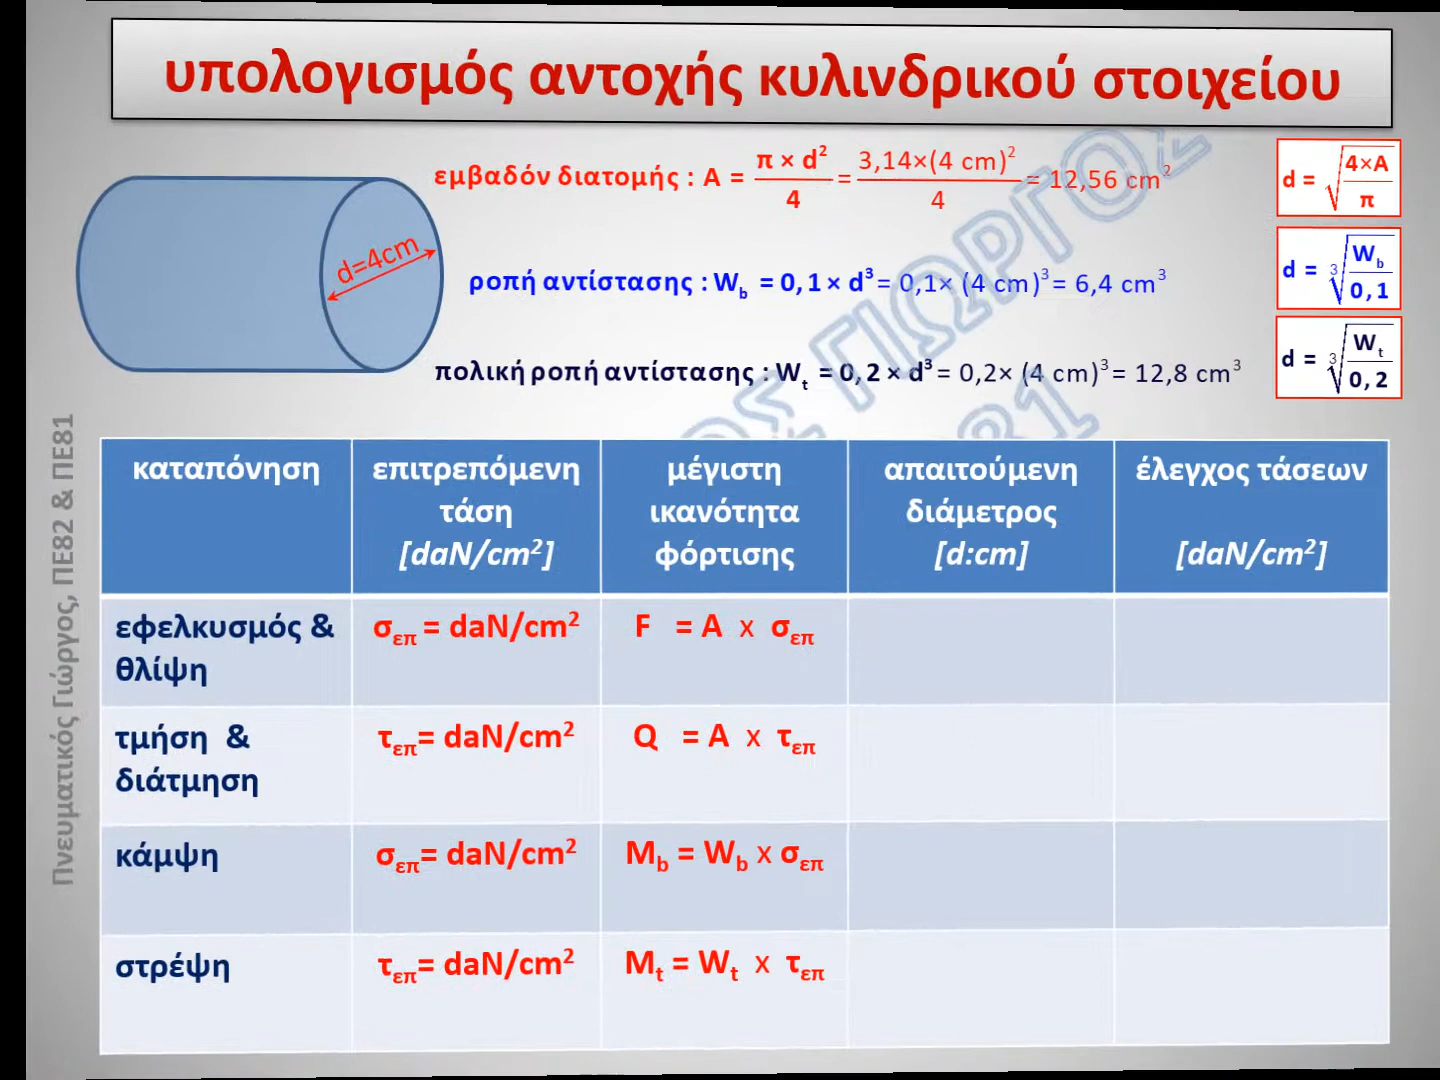 υπολογισμός αντοχής κυλινδρικού στοιχείου
εμβαδόν διατομής : A = π × d² / 4 = 3,14×(4 cm)² / 4 = 12,56 cm²
d = √(4×A / π)
d=4cm
ροπή αντίστασης : W_b = 0,1 × d³ = 0,1× (4 cm)³ = 6,4 cm³
d = ³√(W_b / 0,1)
πολική ροπή αντίστασης : W_t = 0,2 × d³ = 0,2× (4 cm)³ = 12,8 cm³
d = ³√(W_t / 0,2)
ΟΣ ΓΙΩΡΓΟΣ
81
Πνευματικός Γιώργος, ΠΕ82 & ΠΕ81
καταπόνηση
επιτρεπόμενη
τάση
[daN/cm²]
μέγιστη
ικανότητα
φόρτισης
απαιτούμενη
διάμετρος
[d:cm]
έλεγχος τάσεων
[daN/cm²]
εφελκυσμός &
θλίψη
σ_επ = daN/cm²
F = A x σ_επ
τμήση &
διάτμηση
τ_επ= daN/cm²
Q = A x τ_επ
κάμψη
σ_επ= daN/cm²
M_b = W_b x σ_επ
στρέψη
τ_επ= daN/cm²
M_t = W_t x τ_επ